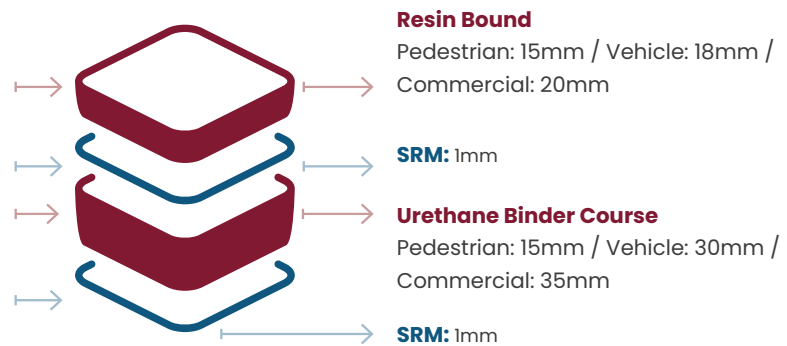 Resin Bound
Pedestrian: 15mm / Vehicle: 18mm /
Commercial: 20mm
SRM: 1mm
Urethane Binder Course
Pedestrian: 15mm / Vehicle: 30mm /
Commercial: 35mm
SRM: 1mm